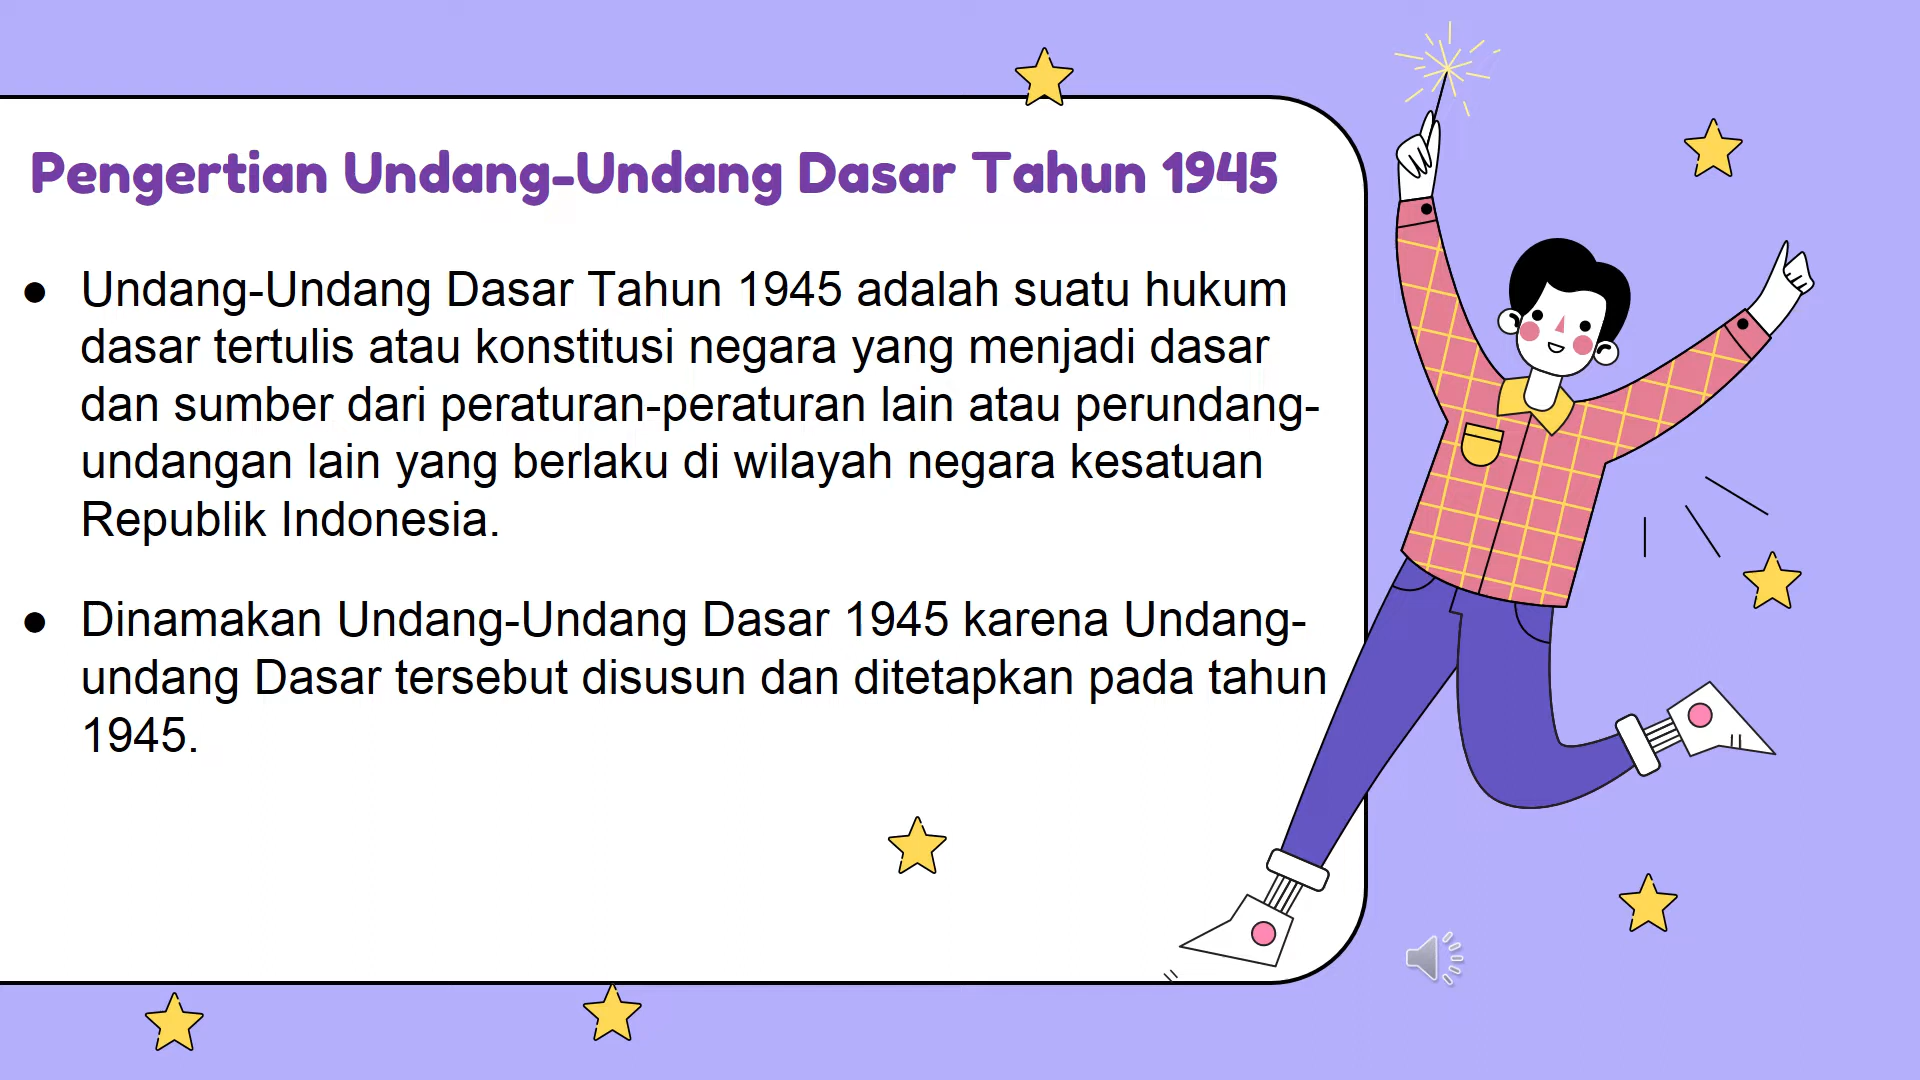 Pengertian Undang-Undang Dasar Tahun 1945
● Undang-Undang Dasar Tahun 1945 adalah suatu hukum
dasar tertulis atau konstitusi negara yang menjadi dasar
dan sumber dari peraturan-peraturan lain atau perundang-
undangan lain yang berlaku di wilayah negara kesatuan
Republik Indonesia.
● Dinamakan Undang-Undang Dasar 1945 karena Undang-
undang Dasar tersebut disusun dan ditetapkan pada tahun
1945.